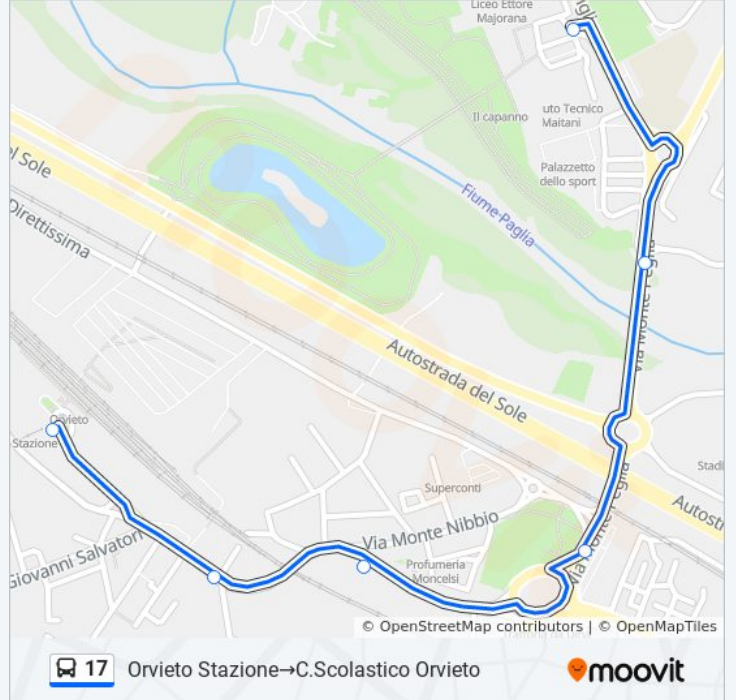 Liceo Ettore
Majorana
Il capanno
uto Tecnico
Maitani
Palazzetto
dello sport
Fiume Paglia
el Sole
Direttissima
Via Monte Peglia
Autostrada del Sole
Orvieto
Stazione
Stadi
Superconti
Via Monte Peglia
Autostr
Via Monte Nibbio
Giovanni Salvatori
Profumeria
Moncelsi
© OpenStreetMap contributors | © OpenMapTiles
17 Orvieto Stazione→C.Scolastico Orvieto
moovit